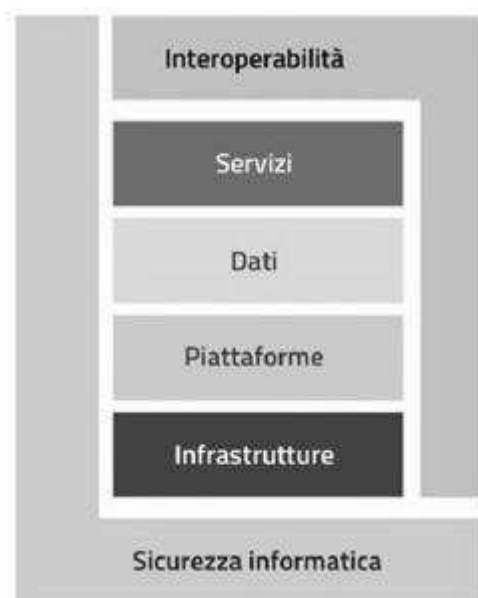 Interoperabilità
Servizi
Dati
Piattaforme
Infrastrutture
Sicurezza informatica